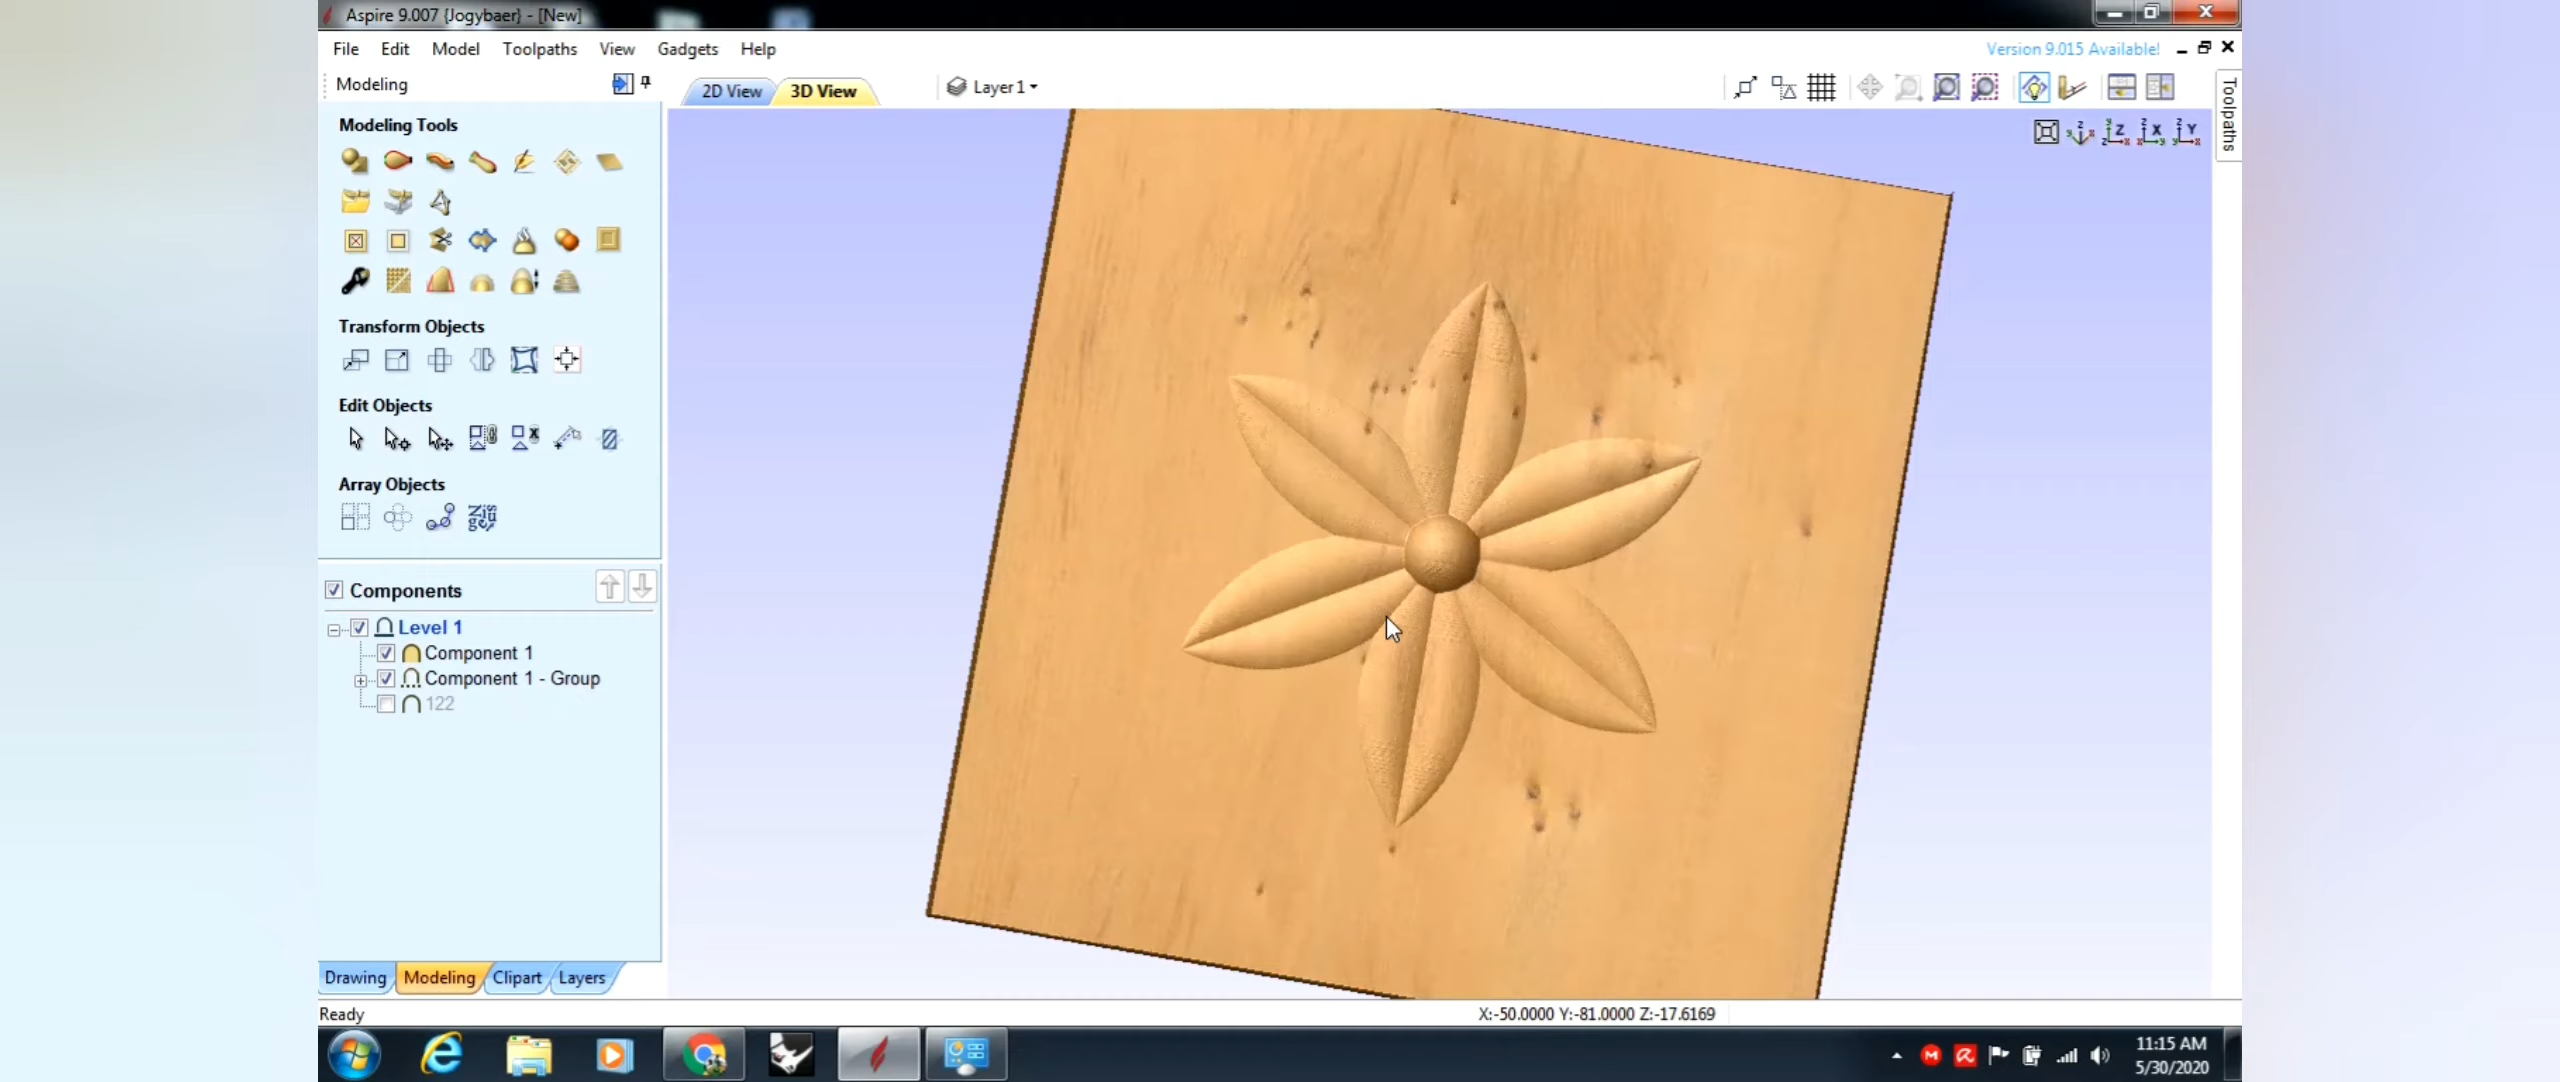 Aspire 9.007 {Jogybaer} - [New]
File Edit Model Toolpaths View Gadgets Help
Version 9.015 Available!
Modeling
2D View 3D View Layer 1
Toolpaths
Modeling Tools
Transform Objects
Edit Objects
Array Objects
Components
Level 1
Component 1
Component 1 - Group
122
Drawing Modeling Clipart Layers
Ready
X:-50.0000 Y:-81.0000 Z:-17.6169
11:15 AM
5/30/2020